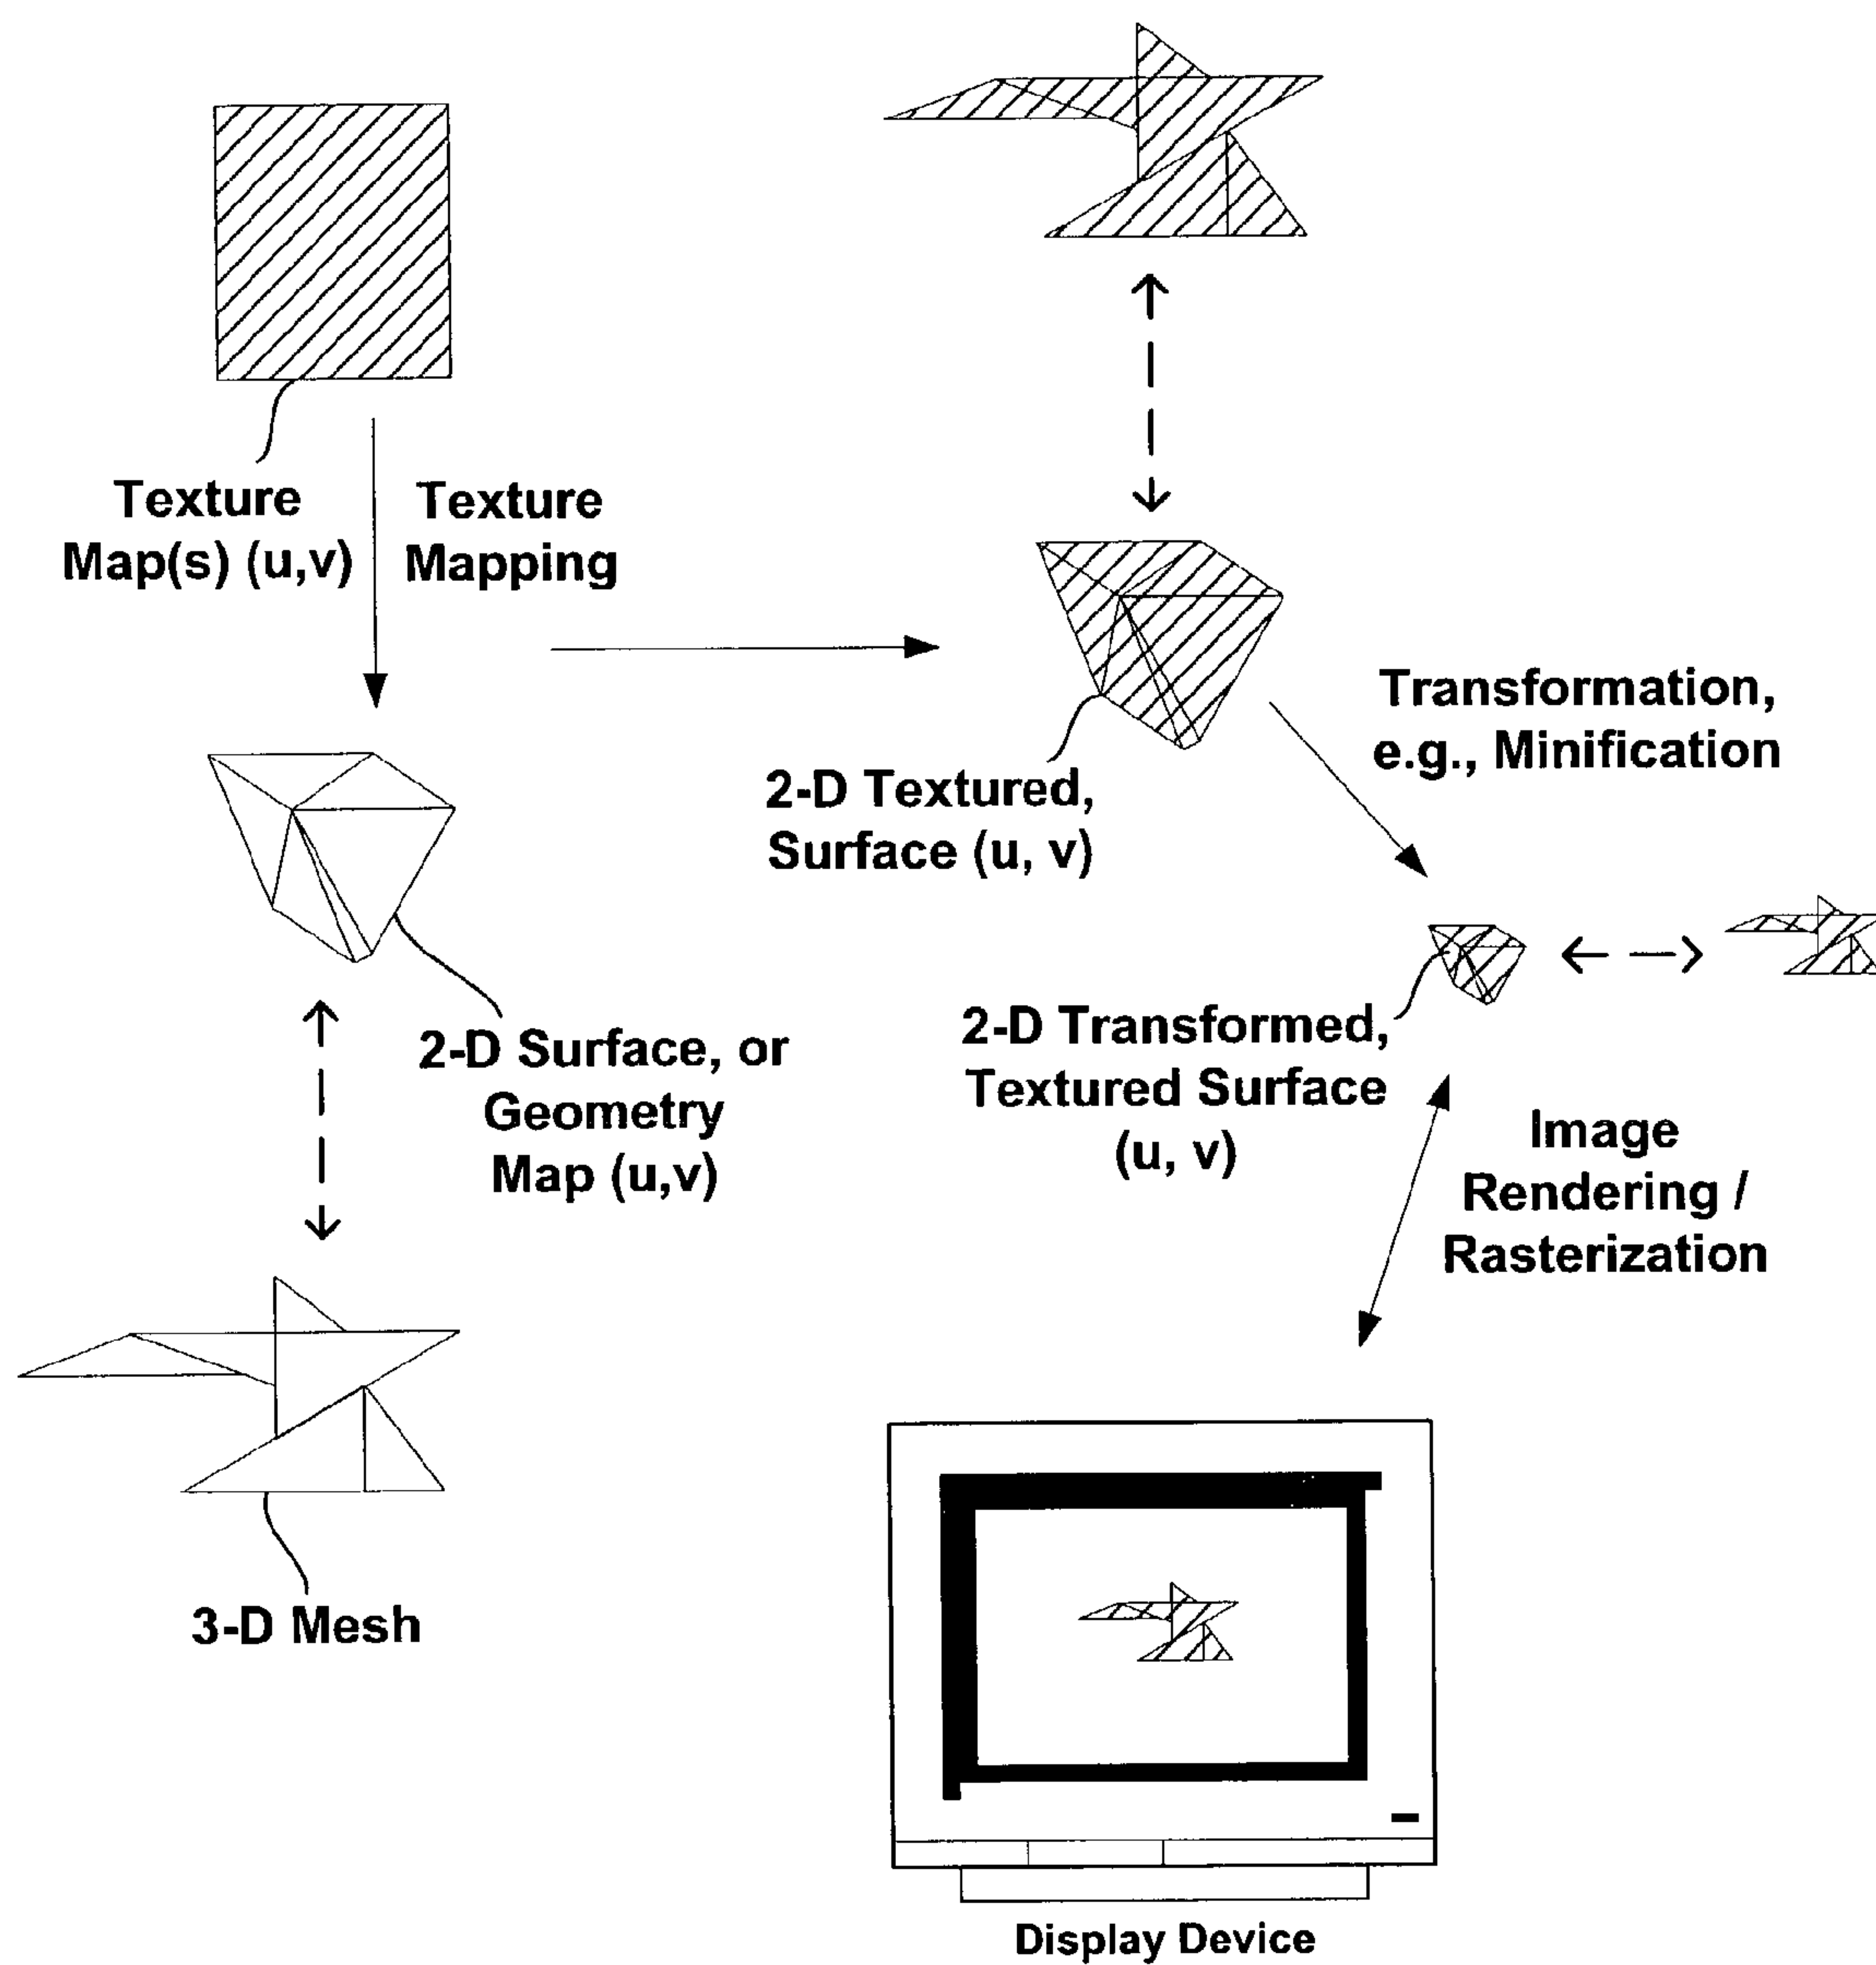 Texture
Map(s) (u,v)
Texture
Mapping
Transformation,
e.g., Minification
2-D Textured,
Surface (u, v)
2-D Surface, or
Geometry
Map (u,v)
2-D Transformed,
Textured Surface
(u, v)
Image
Rendering /
Rasterization
3-D Mesh
Display Device